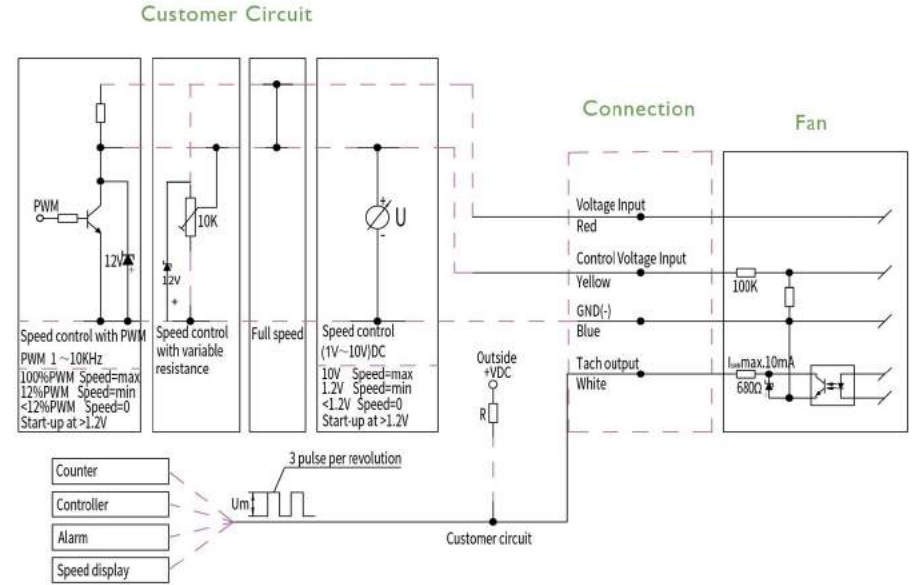 Customer Circuit
Connection
Fan
PWM
12V
+
10K
12V
+
+
U
-
Voltage Input
Red
Control Voltage Input
Yellow
100K
GND(-)
Blue
Tach output
White
max.10mA
680Ω
Speed control with PWM
PWM 1～10KHz
100%PWM Speed=max
12%PWM Speed=min
<12%PWM Speed=0
Start-up at >1.2V
Speed control
with variable
resistance
Full speed
Speed control
(1V～10V)DC
10V Speed=max
1.2V Speed=min
<1.2V Speed=0
Start-up at >1.2V
Outside
+VDC
R
3 pulse per revolution
Um
Counter
Controller
Alarm
Speed display
Customer circuit